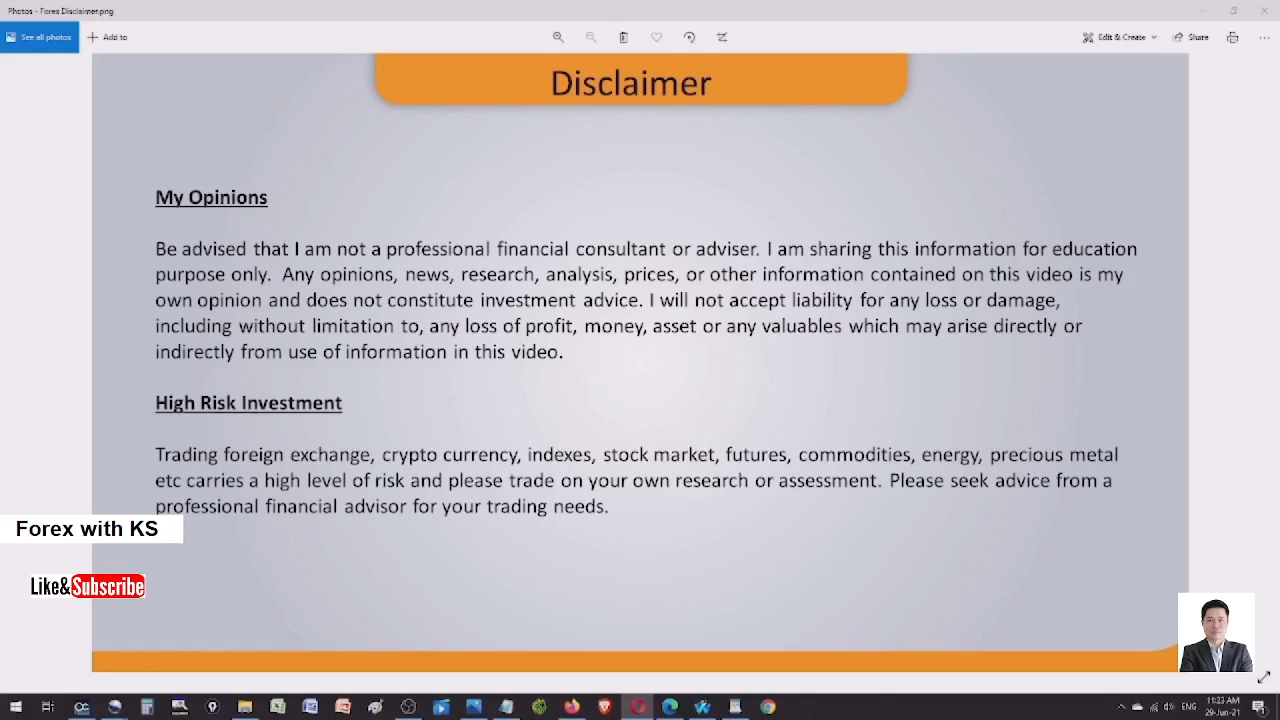 Photos - Forex Disclaimer.png
See all photos
Add to
Edit & Create
Share
Disclaimer
My Opinions
Be advised that I am not a professional financial consultant or adviser. I am sharing this information for education
purpose only. Any opinions, news, research, analysis, prices, or other information contained on this video is my
own opinion and does not constitute investment advice. I will not accept liability for any loss or damage,
including without limitation to, any loss of profit, money, asset or any valuables which may arise directly or
indirectly from use of information in this video.
High Risk Investment
Trading foreign exchange, crypto currency, indexes, stock market, futures, commodities, energy, precious metal
etc carries a high level of risk and please trade on your own research or assessment. Please seek advice from a
professional financial advisor for your trading needs.
Forex with KS
Like&Subscribe
ENG
11:23 AM
29-Jun-21